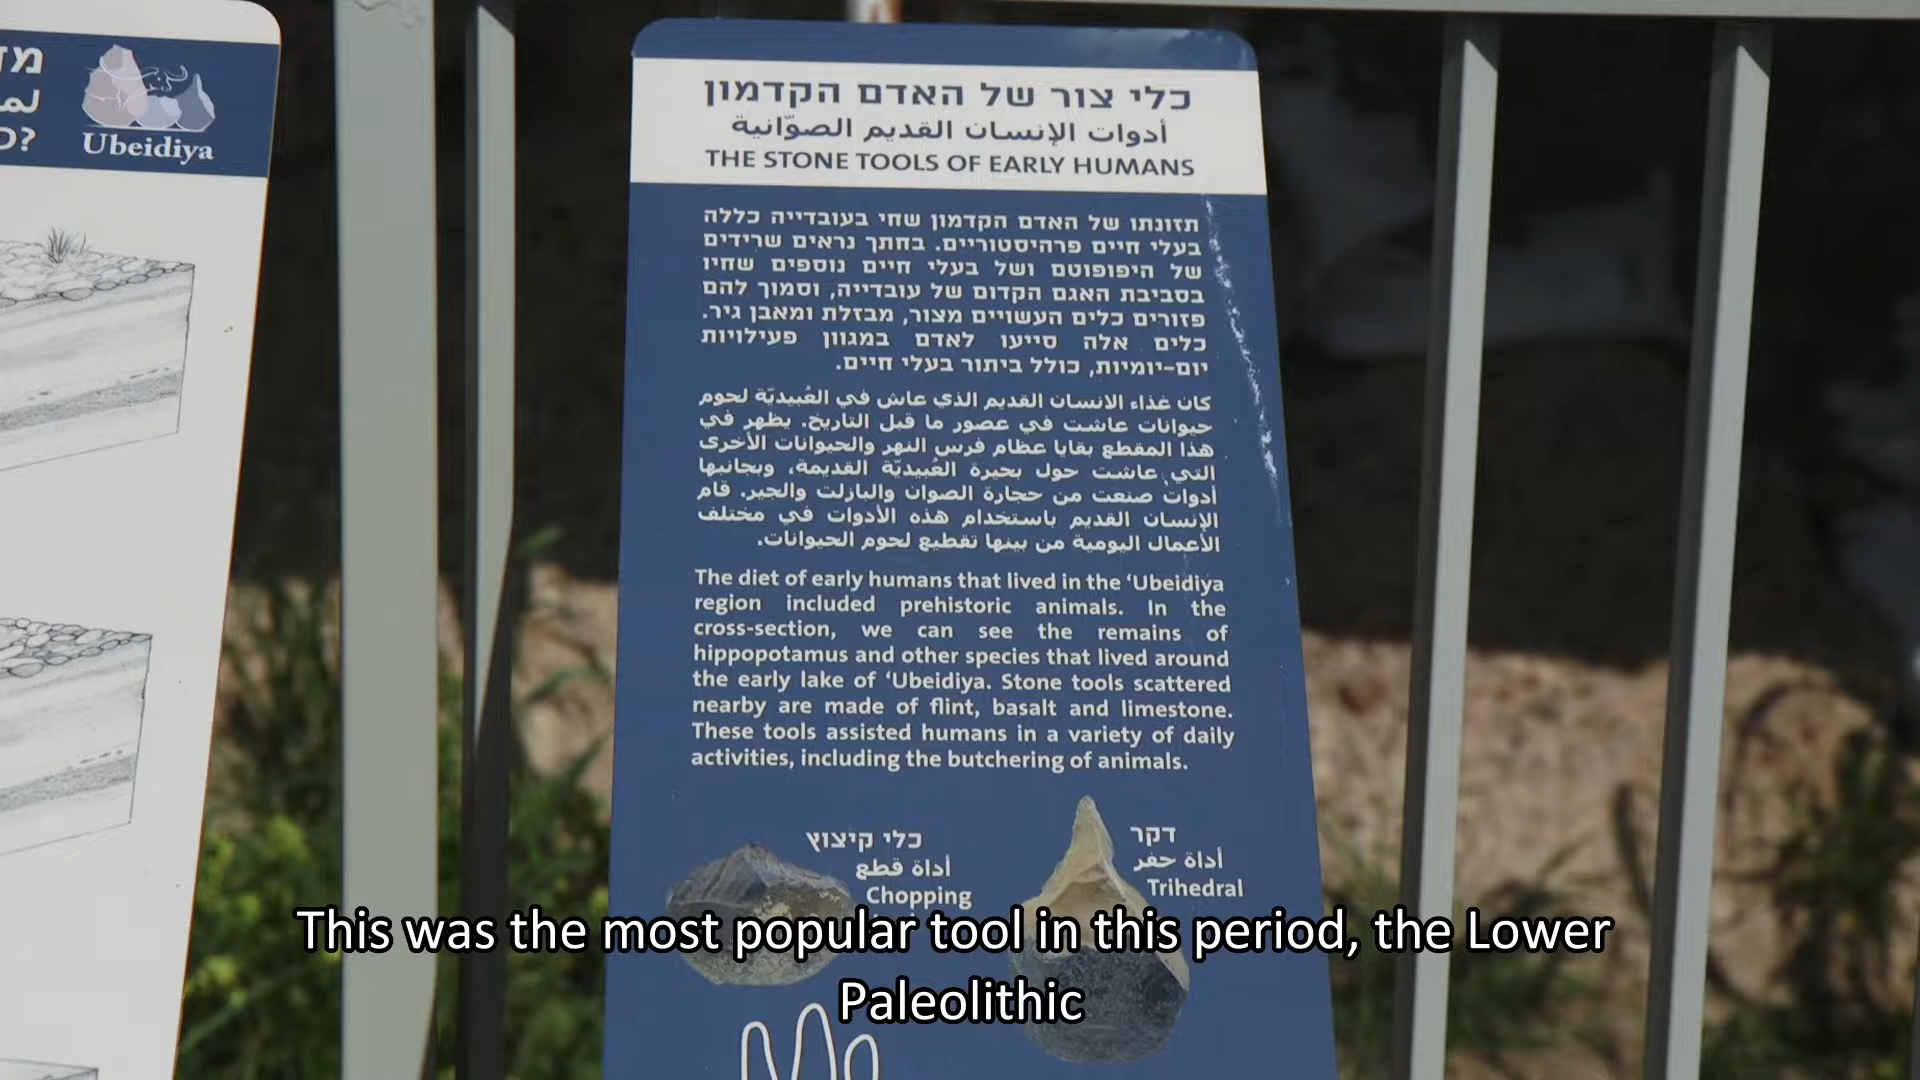 Ubeidiya
כלי צור של האדם הקדמון
أدوات الإنسان القديم الصوّانية
THE STONE TOOLS OF EARLY HUMANS
תזונתו של האדם הקדמון שחי בעובדייה כללה
בעלי חיים פרהיסטוריים. בחתך נראים שרידים
של היפופוטם ושל בעלי חיים נוספים שחיו
בסביבת האגם הקדום של עובדייה, וסמוך להם
פזורים כלים העשויים מצור, מבזלת ומאבן גיר.
כלים אלה סייעו לאדם במגוון פעילויות
יום-יומיות, כולל ביתור בעלי חיים.
كان غذاء الانسان القديم الذي عاش في العُبيديّة لحوم
حيوانات عاشت في عصور ما قبل التاريخ. يظهر في
هذا المقطع بقايا عظام فرس النهر والحيوانات الأخرى
التي عاشت حول بحيرة العُبيديّة القديمة، وبجانبها
أدوات صنعت من حجارة الصوان والبازلت والجير. قام
الإنسان القديم باستخدام هذه الأدوات في مختلف
الأعمال اليومية من بينها تقطيع لحوم الحيوانات.
The diet of early humans that lived in the ‘Ubeidiya
region included prehistoric animals. In the
cross-section, we can see the remains of
hippopotamus and other species that lived around
the early lake of ‘Ubeidiya. Stone tools scattered
nearby are made of flint, basalt and limestone.
These tools assisted humans in a variety of daily
activities, including the butchering of animals.
כלי קיצוץ
أداة قطع
Chopping
דקר
أداة حفر
Trihedral
This was the most popular tool in this period, the Lower
Paleolithic